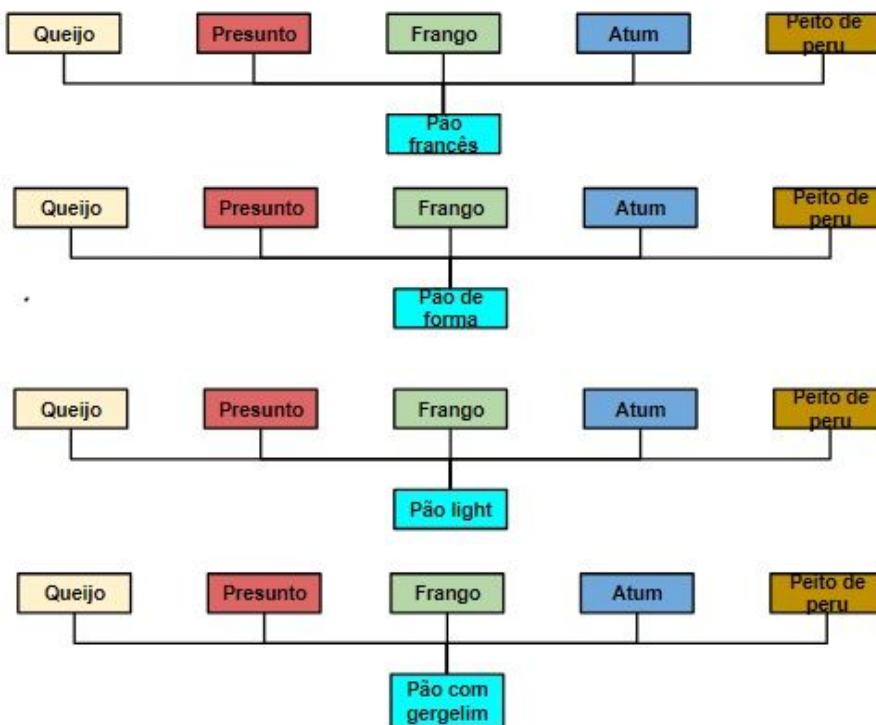 Queijo
Presunto
Frango
Atum
Peito de
peru
Pão
francês
Queijo
Presunto
Frango
Atum
Peito de
peru
Pão de
forma
Queijo
Presunto
Frango
Atum
Peito de
peru
Pão light
Queijo
Presunto
Frango
Atum
Peito de
peru
Pão com
gergelim